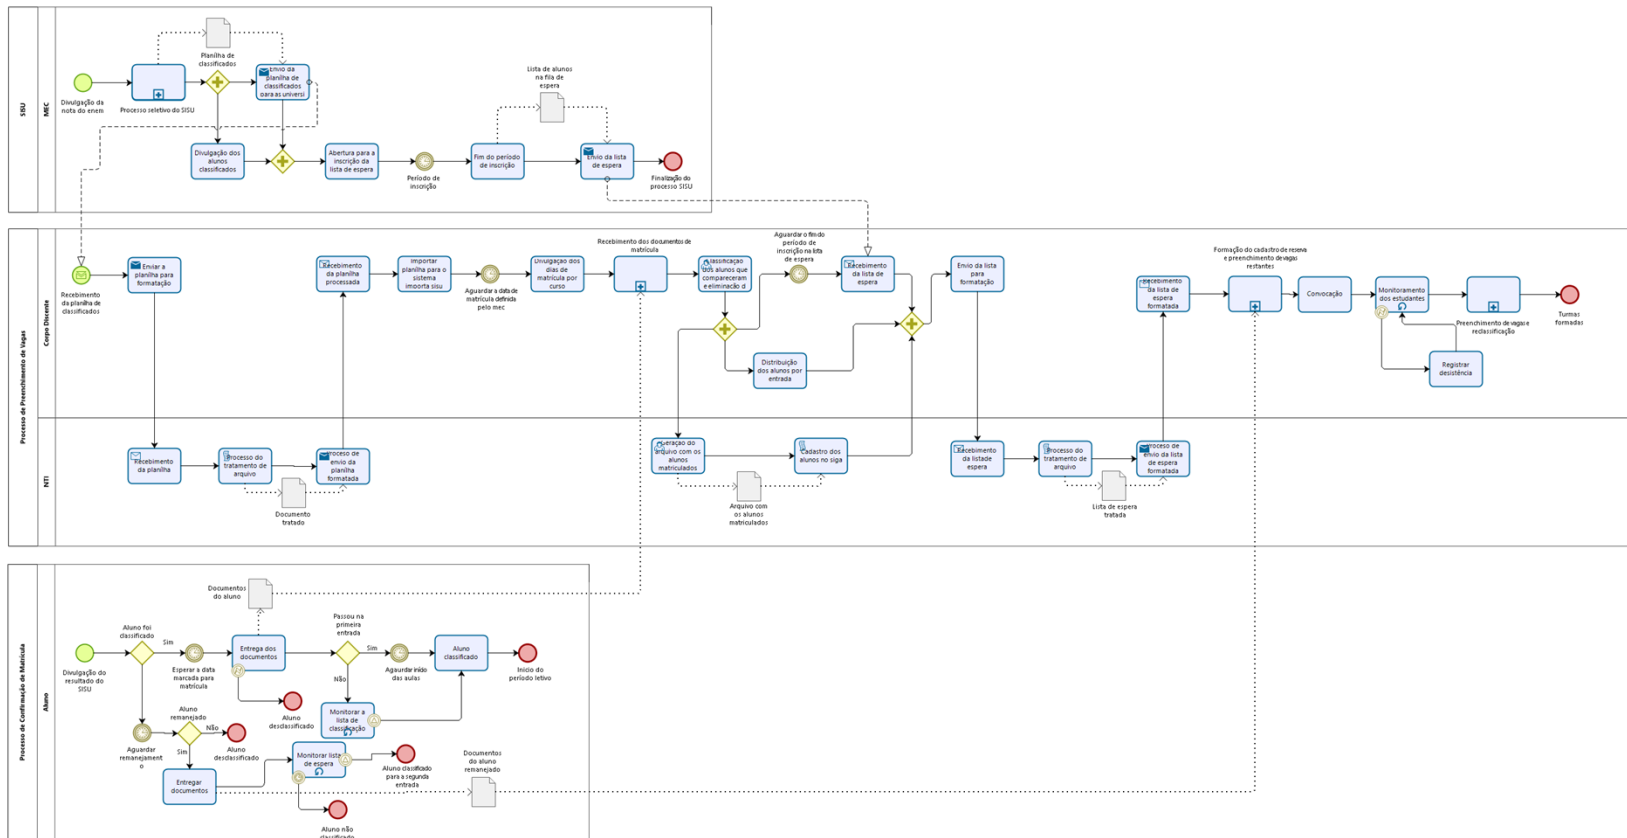 SISU
MEC
Divulgação da
nota do enem
Processo seletivo do SISU
Planilha de
classificados
Envio da
planilha de
classificados
oara as universi
Divulgação dos
alunos
classificados
Abertura para a
inscrição da
lista de espera
Período de
inscrição
Fim do período
de inscrição
Lista de alunos
na fila de
espera
Envio da lista
de espera
Finalização do
processo SISU
Processo de Preenchimento de Vagas
Corpo Discente
Recebimento
da planilha de
classificados
Enviar a
planilha para
formatação
Recebimento
da planilha
processada
Importar
planilha para o
sistema
imoorta sisu
Aguardar a data de
matrícula definida
pelo mec
Divulgação dos
dias de
matrícula por
curso
Recebimento dos documentos de
matrícula
Classificação
dos alunos que
compareceram
e eliminação d
Aguardar o fim do
período de
inscrição na lista
de espera
Recebimento
da lista de
espera
Distribuição
dos alunos por
entrada
Envio da lista
para
formatação
Recebimento
da lista de
espera
formatada
Formação do cadastro de reserva
e preenchimento de vagas
restantes
Convocação
Monitoramento
dos estudantes
Registrar
desistência
Preenchimento de vagas e
reclassificação
Turmas
formadas
NTI
Recebimento
da planilha
Processo do
tratamento de
arquivo
Documento
tratado
Proceso de
envio da
planilha
formatada
Geração do
arquivo com os
alunos
matriculados
Arquivo com
os alunos
matriculados
Cadastro dos
alunos no siga
Recebimento
da listade
espera
Processo do
tratamento de
arquivo
Lista de espera
tratada
Proceso de
envio da lista
de espera
formatada
Processo de Confirmação de Matrícula
Aluno
Divulgação do
resultado do
SISU
Aluno foi
classificado
Sim
Esperar a data
marcada para
matrícula
Entrega dos
documentos
Documentos
do aluno
Aluno
desclassificado
Passou na
primeira
entrada
Sim
Não
Agaurdar início
das aulas
Aluno
classificado
Inicio do
período letivo
Monitorar a
lista de
classificação
Aguardar
remanejament
o
Aluno
remanejado
Não
Sim
Aluno
desclassificado
Entregar
documentos
Monitorar lista
de espera
Aluno classificado
para a segunda
entrada
Aluno não
classificado
Documentos
do aluno
remanejado